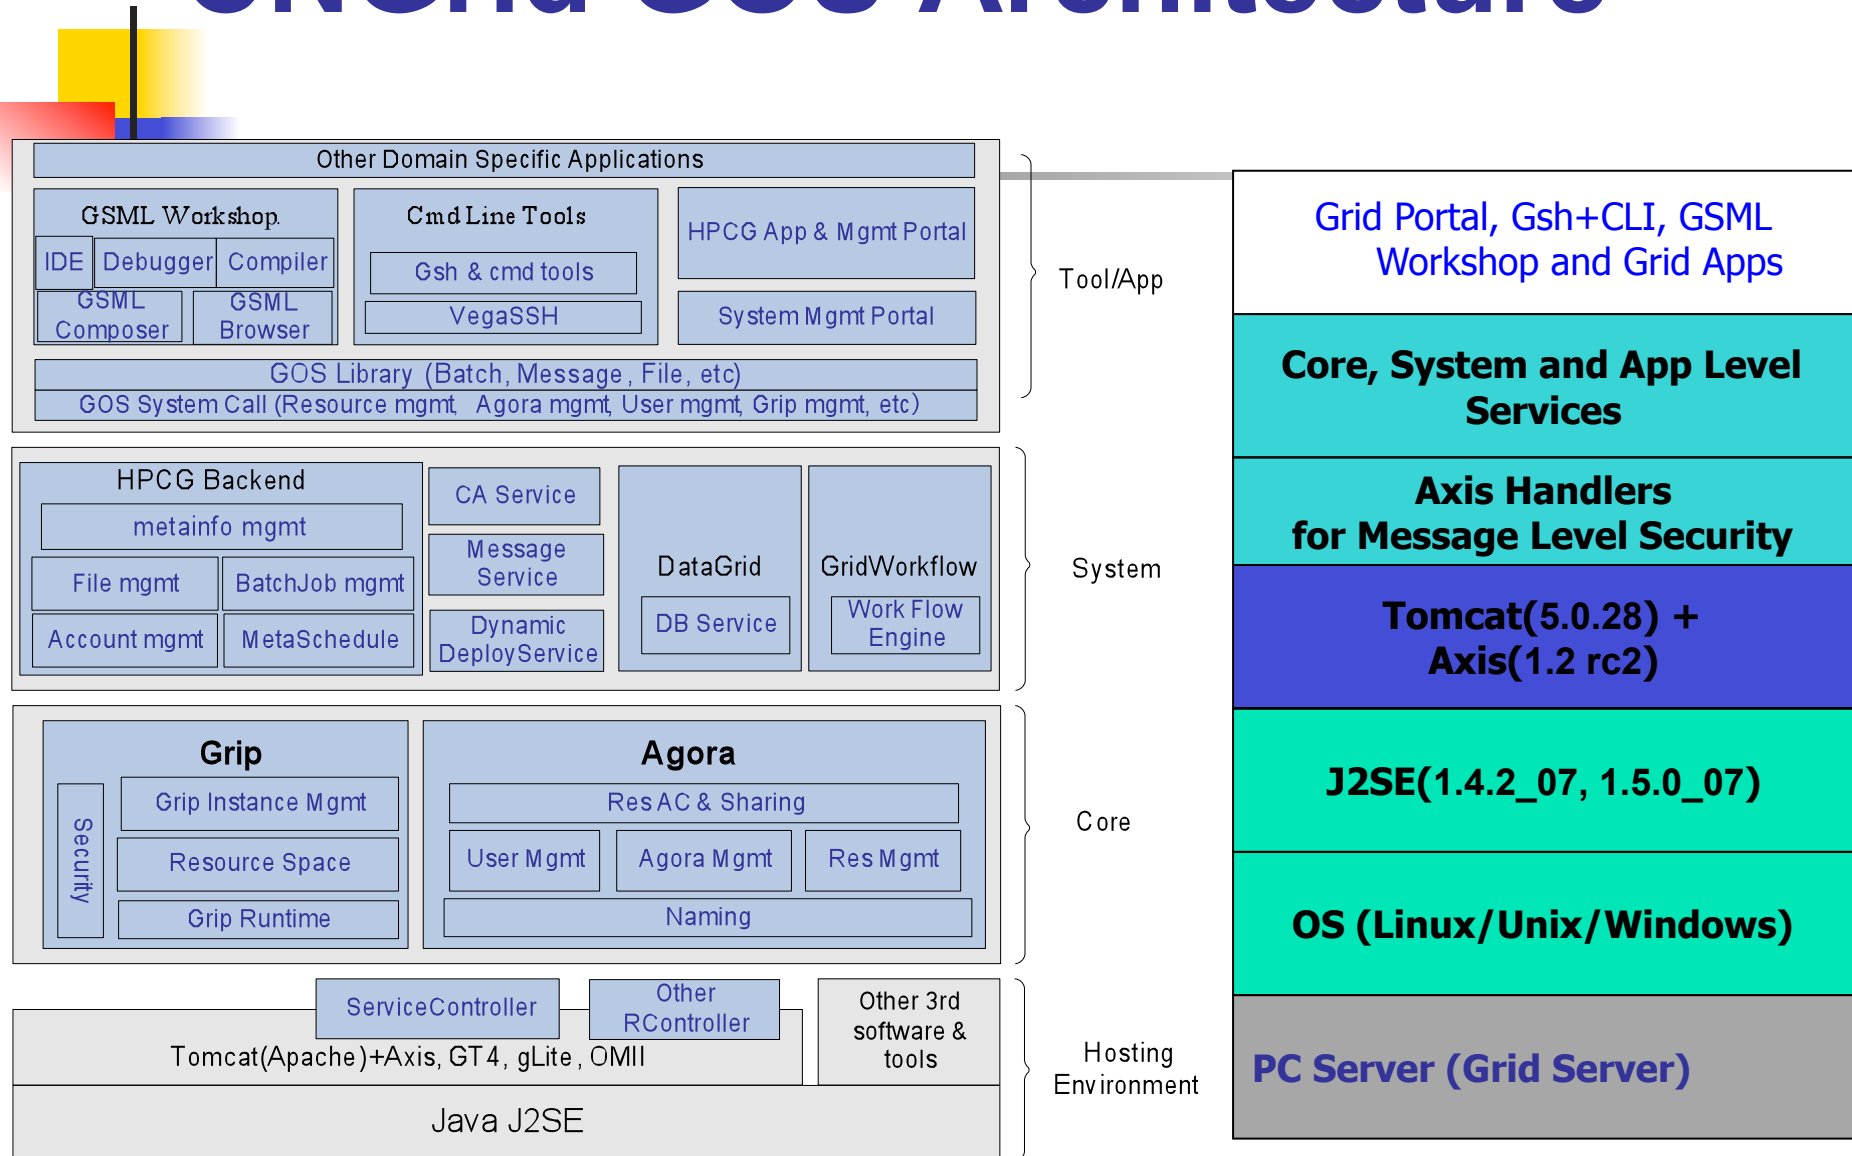 CNGrid GOS Architecture
Other Domain Specific Applications
GSML Workshop.
IDE
Debugger
Compiler
GSML
Composer
GSML
Browser
Cmd Line Tools
Gsh & cmd tools
VegaSSH
HPCG App & Mgmt Portal
System Mgmt Portal
GOS Library (Batch, Message, File, etc)
GOS System Call (Resource mgmt, Agora mgmt, User mgmt, Grip mgmt, etc)
Tool/App
HPCG Backend
metainfo mgmt
File mgmt
BatchJob mgmt
Account mgmt
MetaSchedule
CA Service
Message
Service
Dynamic
DeployService
DataGrid
DB Service
GridWorkflow
Work Flow
Engine
System
Grip
Security
Grip Instance Mgmt
Resource Space
Grip Runtime
Agora
Res AC & Sharing
User Mgmt
Agora Mgmt
Res Mgmt
Naming
Core
ServiceController
Other
RController
Tomcat(Apache)+Axis, GT4, gLite, OMII
Other 3rd
software &
tools
Java J2SE
Hosting
Environment
Grid Portal, Gsh+CLI, GSML
Workshop and Grid Apps
Core, System and App Level
Services
Axis Handlers
for Message Level Security
Tomcat(5.0.28) +
Axis(1.2 rc2)
J2SE(1.4.2_07, 1.5.0_07)
OS (Linux/Unix/Windows)
PC Server (Grid Server)